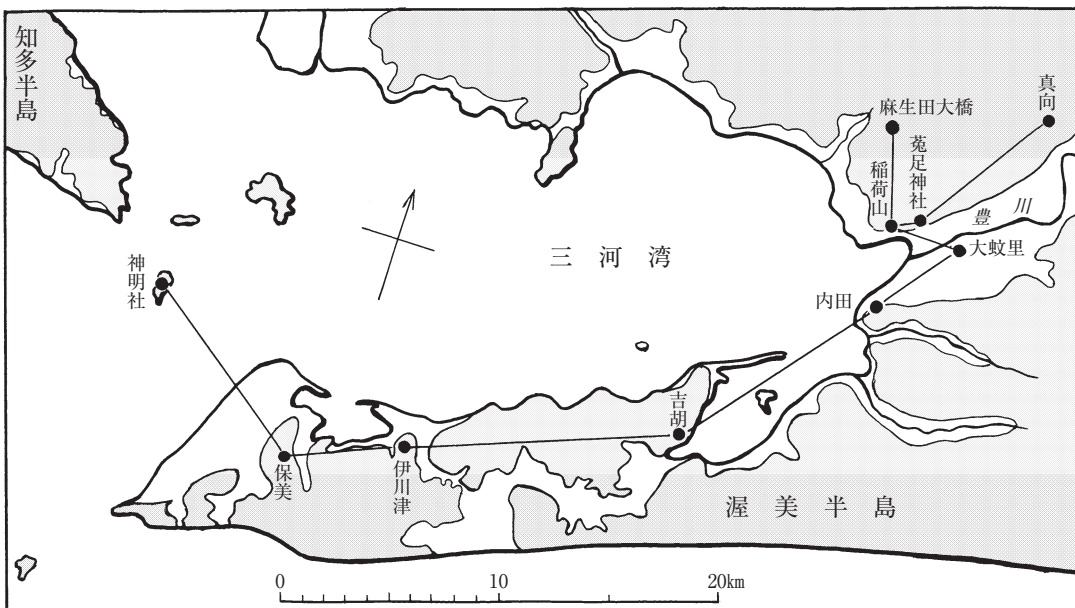 知多半島
真向
麻生田大橋
菟足神社
稲荷山
豊川
大蚊里
三河湾
神明社
内田
吉胡
保美
伊川津
渥美半島
0 10 20km